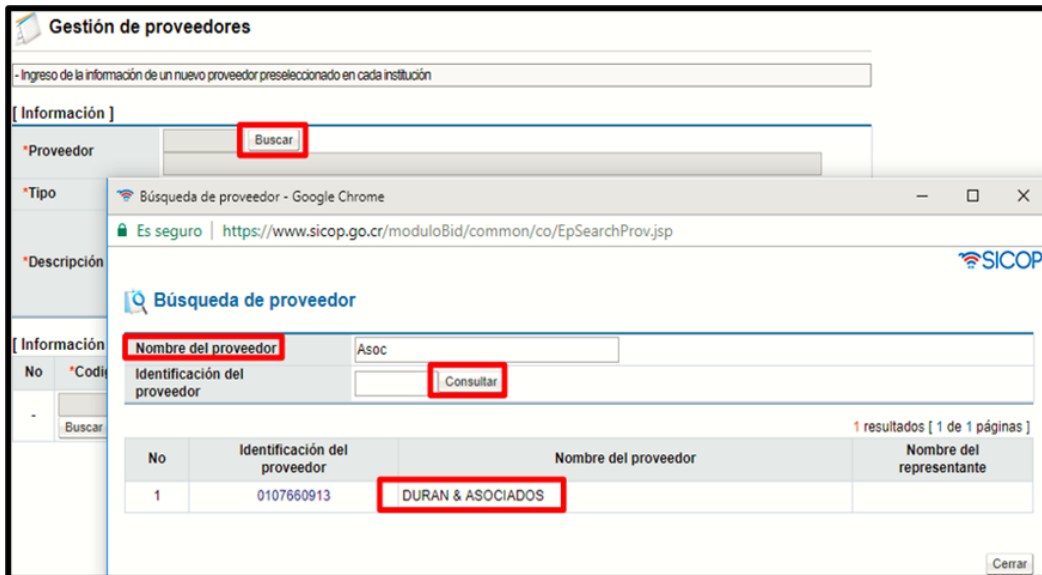 Gestión de proveedores
- Ingreso de la información de un nuevo proveedor preseleccionado en cada institución
[ Información ]
*Proveedor
Buscar
*Tipo
Búsqueda de proveedor - Google Chrome
Es seguro | https://www.sicop.go.cr/moduloBid/common/co/EpSearchProv.jsp
*Descripción
SICOP
Búsqueda de proveedor
[ Información
Nombre del proveedor Asoc
No *Codi
Identificación del
proveedor
Consultar
-
Buscar
1 resultados [ 1 de 1 páginas ]
No Identificación del
proveedor Nombre del proveedor Nombre del
representante
1 0107660913 DURAN & ASOCIADOS
Cerrar